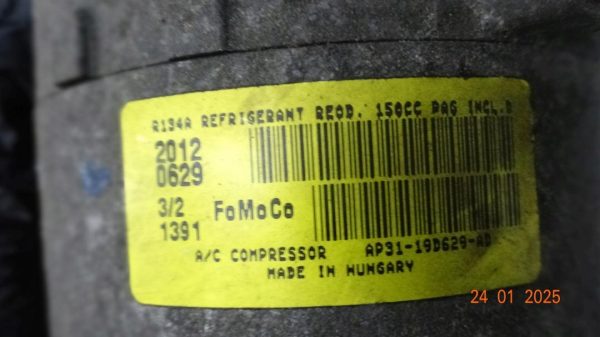 R134A REFRIGERANT REQD. 150CC PAG INCL.D
2012
0629
3/2 FoMoCo
1391
A/C COMPRESSOR AP31-19D629-AD
MADE IN HUNGARY
24 01 2025